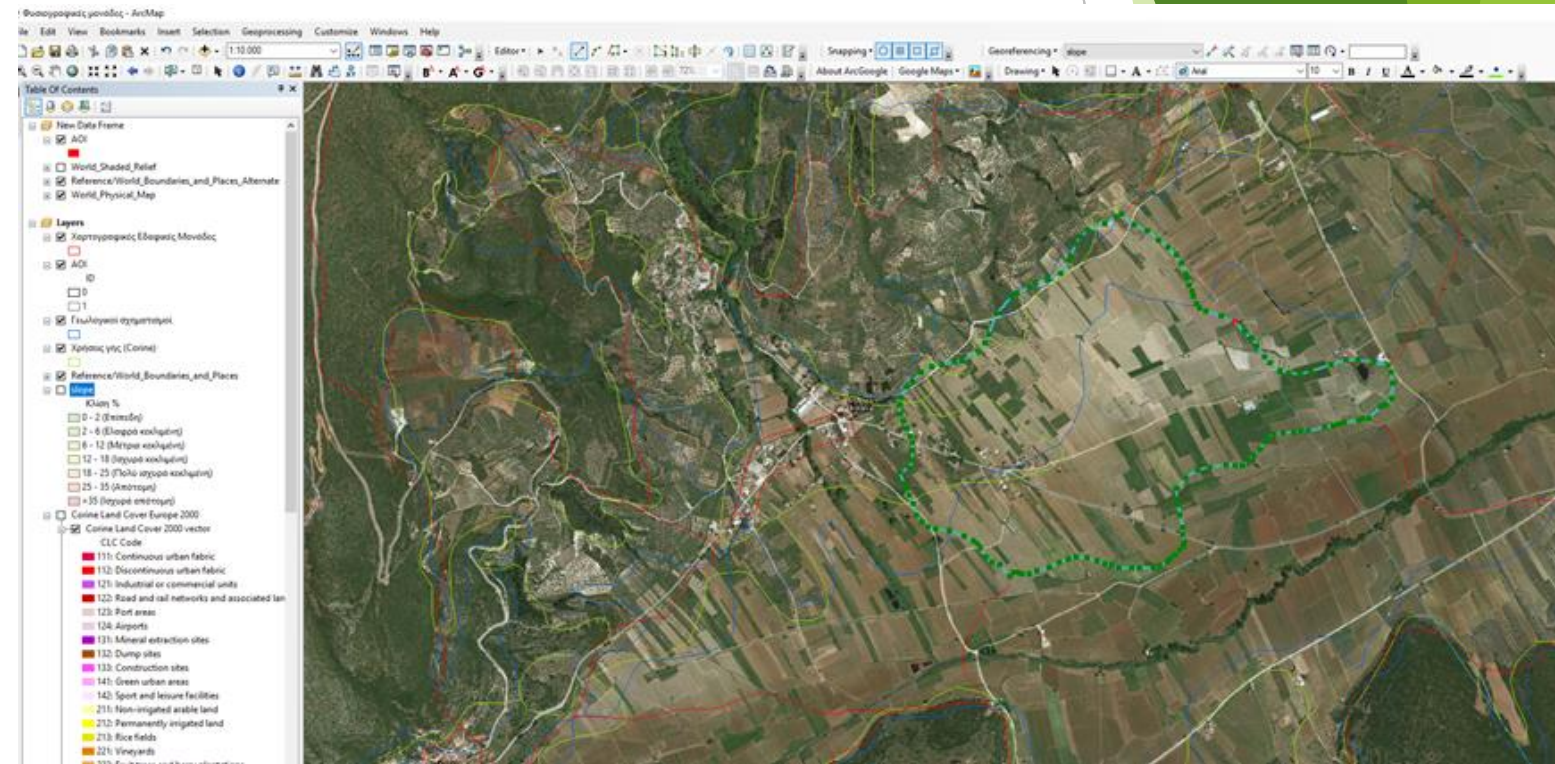 Φυσιογραφικές μονάδες - ArcMap
File Edit View Bookmarks Insert Selection Geoprocessing Customize Windows Help
1:10.000 Editor Snapping Georeferencing slope
72% About ArcGoogle Google Maps Drawing Arial 10 B I U A
Table Of Contents
New Data Frame
AOI
World_Shaded_Relief
Reference/World_Boundaries_and_Places_Alternate
World_Physical_Map
Layers
Χαρτογραφικές Εδαφικές Μονάδες
AOI
ID
0
1
Γεωλογικοί σχηματισμοί
Χρήσεις γης (Corine)
Reference/World_Boundaries_and_Places
slope
Κλίση %
0 - 2 (Επίπεδη)
2 - 6 (Ελαφρά κεκλιμένη)
6 - 12 (Μέτρια κεκλιμένη)
12 - 18 (Ισχυρά κεκλιμένη)
18 - 25 (Πολύ ισχυρά κεκλιμένη)
25 - 35 (Απότομη)
>35 (Ισχυρά απότομη)
Corine Land Cover Europe 2000
Corine Land Cover 2000 vector
CLC Code
111: Continuous urban fabric
112: Discontinuous urban fabric
121: Industrial or commercial units
122: Road and rail networks and associated lan
123: Port areas
124: Airports
131: Mineral extraction sites
132: Dump sites
133: Construction sites
141: Green urban areas
142: Sport and leisure facilities
211: Non-irrigated arable land
212: Permanently irrigated land
213: Rice fields
221: Vineyards